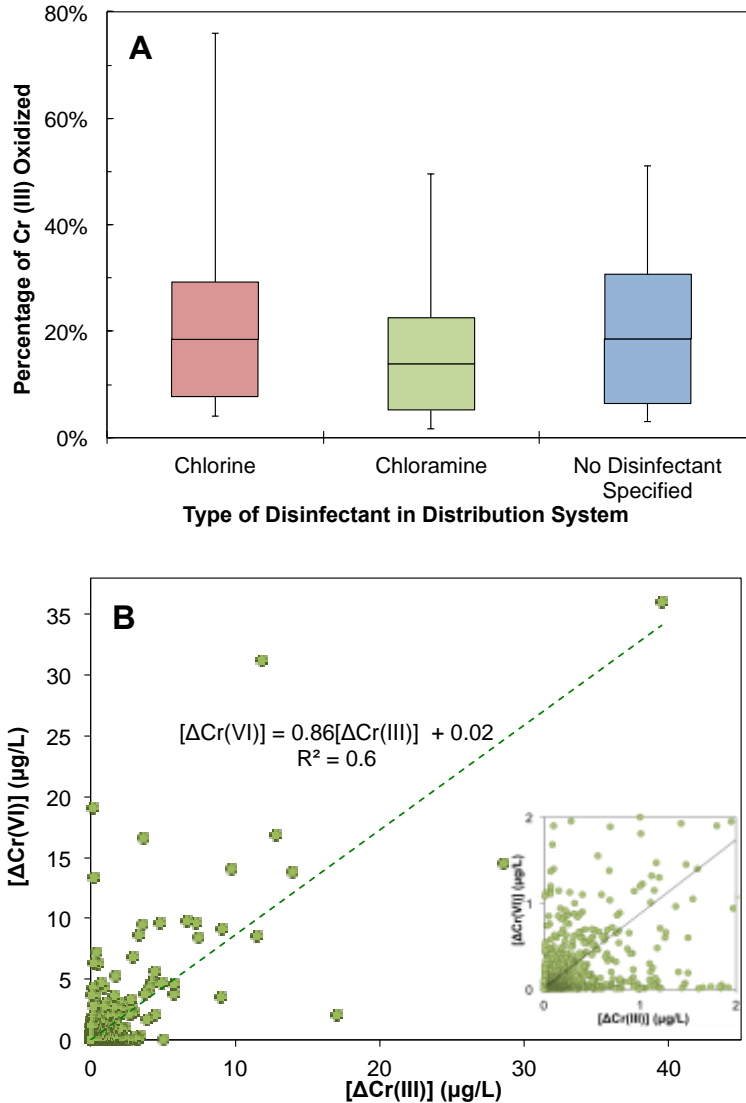 80%
A
60%
40%
20%
0%
Percentage of Cr (III) Oxidized
Chlorine
Chloramine
No Disinfectant
Specified
Type of Disinfectant in Distribution System
B
35
30
25
20
15
10
5
0
[ΔCr(VI)] (µg/L)
[ΔCr(VI)] = 0.86[ΔCr(III)] + 0.02
R² = 0.6
2
1
0
[ΔCr(VI)] (µg/L)
0
1
2
[ΔCr(III)] (µg/L)
0
10
20
30
40
[ΔCr(III)] (µg/L)